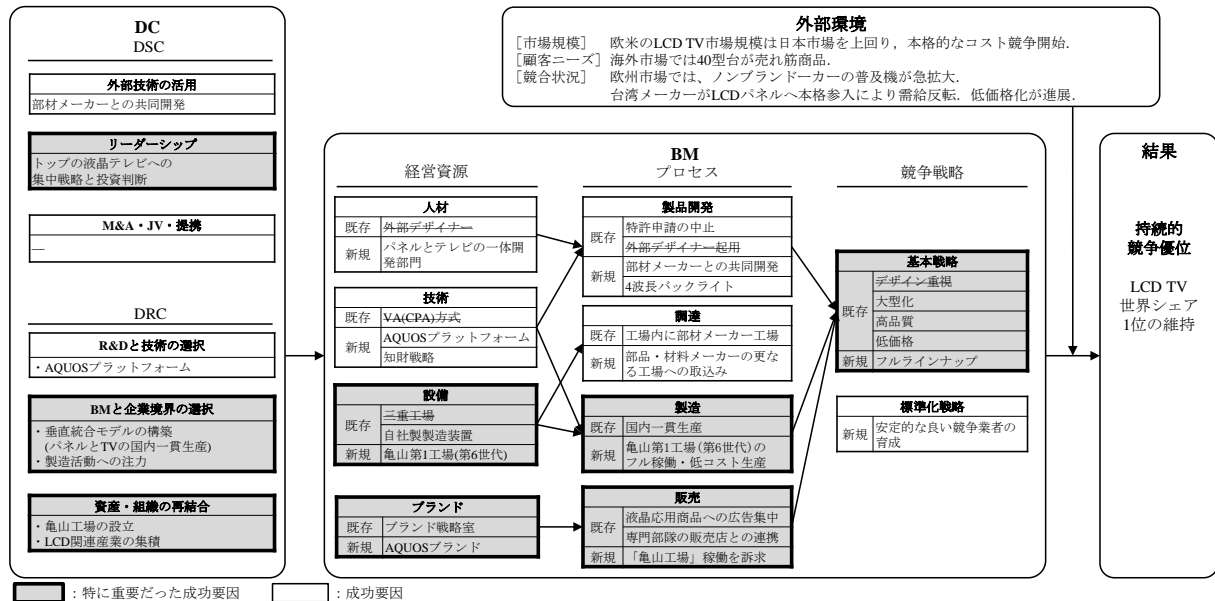 DC
DSC
外部技術の活用
部材メーカーとの共同開発
リーダーシップ
トップの液晶テレビへの
集中戦略と投資判断
M&A・JV・提携
―
DRC
R&Dと技術の選択
・AQUOSプラットフォーム
BMと企業境界の選択
・垂直統合モデルの構築
(パネルとTVの国内一貫生産)
・製造活動への注力
資産・組織の再結合
・亀山工場の設立
・LCD関連産業の集積
外部環境
[市場規模] 欧米のLCD TV市場規模は日本市場を上回り，本格的なコスト競争開始．
[顧客ニーズ] 海外市場では40型台が売れ筋商品．
[競合状況] 欧州市場では、ノンブランドーカーの普及機が急拡大．
台湾メーカーがLCDパネルへ本格参入により需給反転．低価格化が進展．
BM
経営資源
人材
既存 外部デザイナー
新規 パネルとテレビの一体開
発部門
技術
既存 VA(CPA)方式
新規 AQUOSプラットフォーム
知財戦略
設備
既存 三重工場
自社製製造装置
新規 亀山第1工場(第6世代)
ブランド
既存 ブランド戦略室
新規 AQUOSブランド
プロセス
製品開発
既存 特許申請の中止
外部デザイナー起用
新規 部材メーカーとの共同開発
4波長バックライト
調達
既存 工場内に部材メーカー工場
新規 部品・材料メーカーの更な
る工場への取込み
製造
既存 国内一貫生産
新規 亀山第1工場(第6世代)の
フル稼働・低コスト生産
販売
既存 液晶応用商品への広告集中
専門部隊の販売店との連携
新規 「亀山工場」稼働を訴求
競争戦略
基本戦略
既存 デザイン重視
大型化
高品質
低価格
新規 フルラインナップ
標準化戦略
新規 安定的な良い競争業者の
育成
結果
持続的
競争優位
LCD TV
世界シェア
1位の維持
：特に重要だった成功要因 ：成功要因